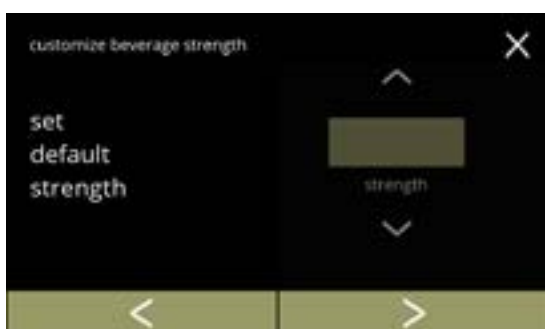 customize beverage strength
set
default
strength
strength